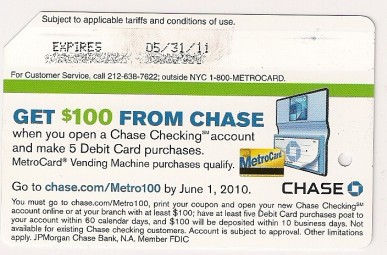 Subject to applicable tariffs and conditions of use.
EXPIRES 05/31/11
For Customer Service, call 212-638-7622; outside NYC 1-800-METROCARD.
GET $100 FROM CHASE
when you open a Chase Checking℠ account
and make 5 Debit Card purchases.
MetroCard® Vending Machine purchases qualify.
MetroCard
Go to chase.com/Metro100 by June 1, 2010.
CHASE
You must go to chase.com/Metro100, print your coupon and open your new Chase Checking℠
account online or at your branch with at least $100; have at least five Debit Card purchases post to
your account within 60 calendar days, and $100 will be deposited within 10 business days. Not
available for existing Chase checking customers. Account is subject to approval. Other limitations
apply. JPMorgan Chase Bank, N.A. Member FDIC